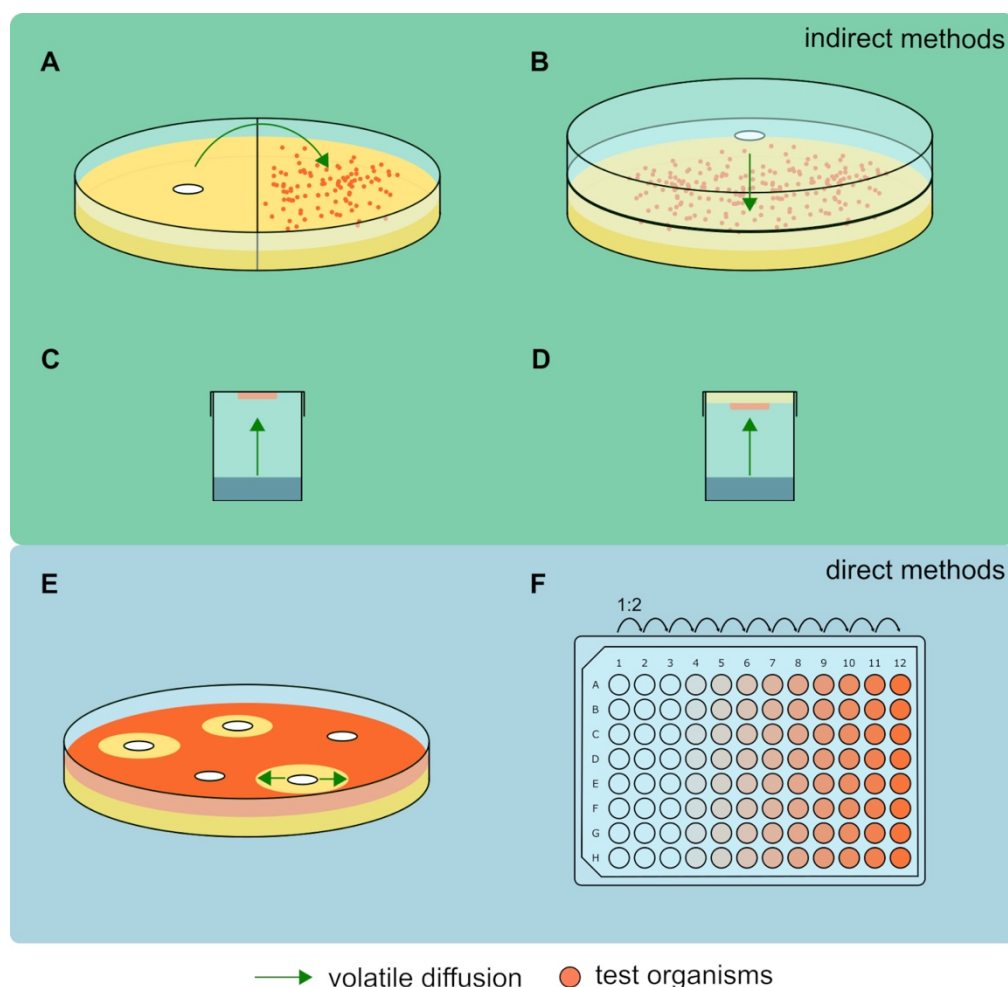 indirect methods
A
B
C
D
direct methods
E
F
1:2
1 2 3 4 5 6 7 8 9 10 11 12
A
B
C
D
E
F
G
H
volatile diffusion
test organisms